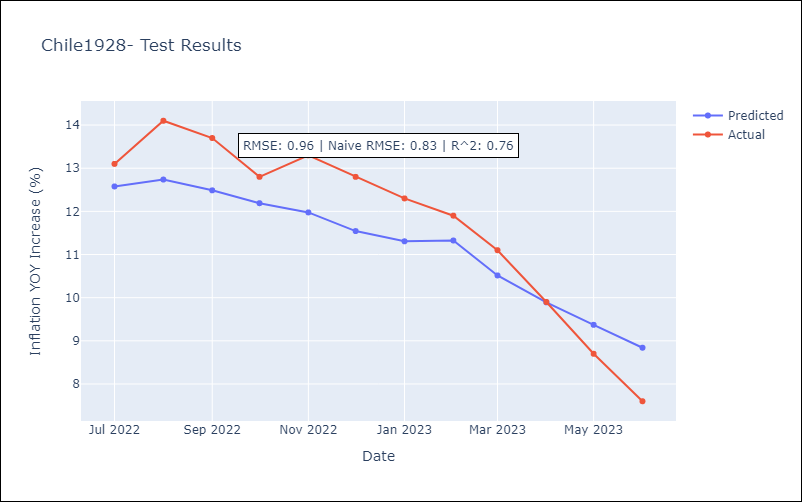 Chile1928- Test Results
Predicted
Actual
RMSE: 0.96 | Naive RMSE: 0.83 | R^2: 0.76
Inflation YOY Increase (%)
14
13
12
11
10
9
8
Jul 2022
Sep 2022
Nov 2022
Jan 2023
Mar 2023
May 2023
Date